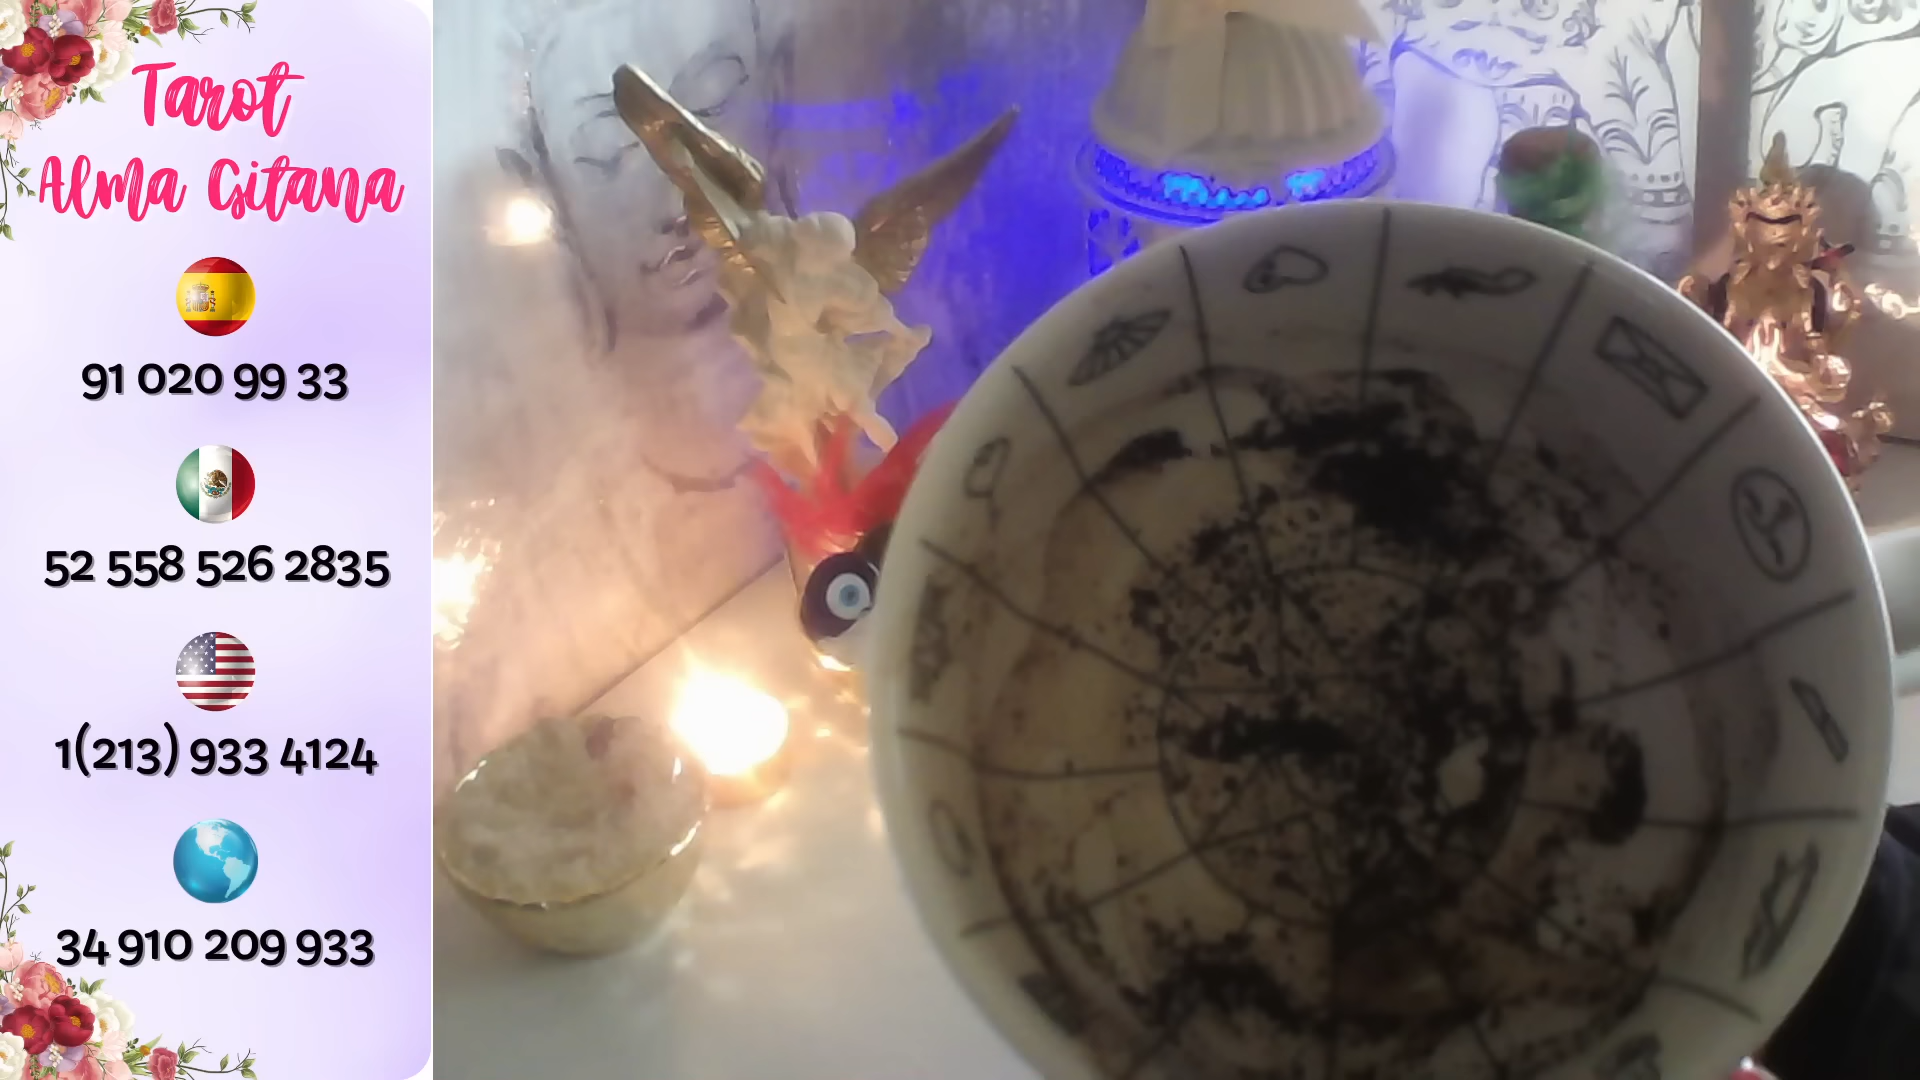 Tarot
Alma Gitana
91 020 99 33
52 558 526 2835
1(213) 933 4124
34 910 209 933